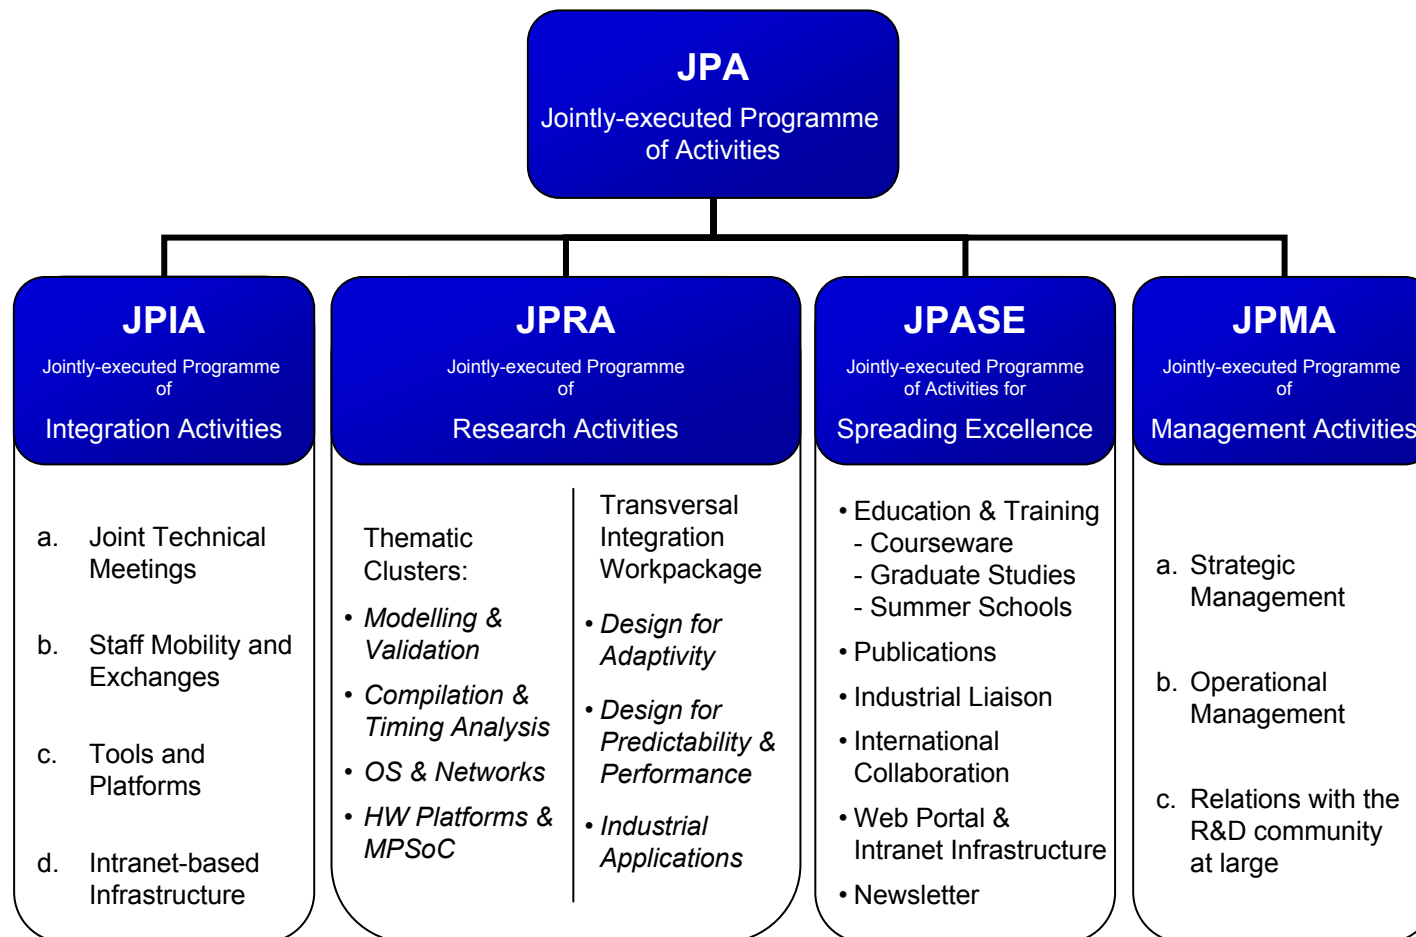 JPA
Jointly-executed Programme
of Activities
JPIA
Jointly-executed Programme
of
Integration Activities
a. Joint Technical
Meetings
b. Staff Mobility and
Exchanges
c. Tools and
Platforms
d. Intranet-based
Infrastructure
JPRA
Jointly-executed Programme
of
Research Activities
Thematic
Clusters:
• Modelling &
Validation
• Compilation &
Timing Analysis
• OS & Networks
• HW Platforms &
MPSoC
Transversal
Integration
Workpackage
• Design for
Adaptivity
• Design for
Predictability &
Performance
• Industrial
Applications
JPASE
Jointly-executed Programme
of Activities for
Spreading Excellence
• Education & Training
- Courseware
- Graduate Studies
- Summer Schools
• Publications
• Industrial Liaison
• International
Collaboration
• Web Portal &
Intranet Infrastructure
• Newsletter
JPMA
Jointly-executed Programme
of
Management Activities
a. Strategic
Management
b. Operational
Management
c. Relations with the
R&D community
at large